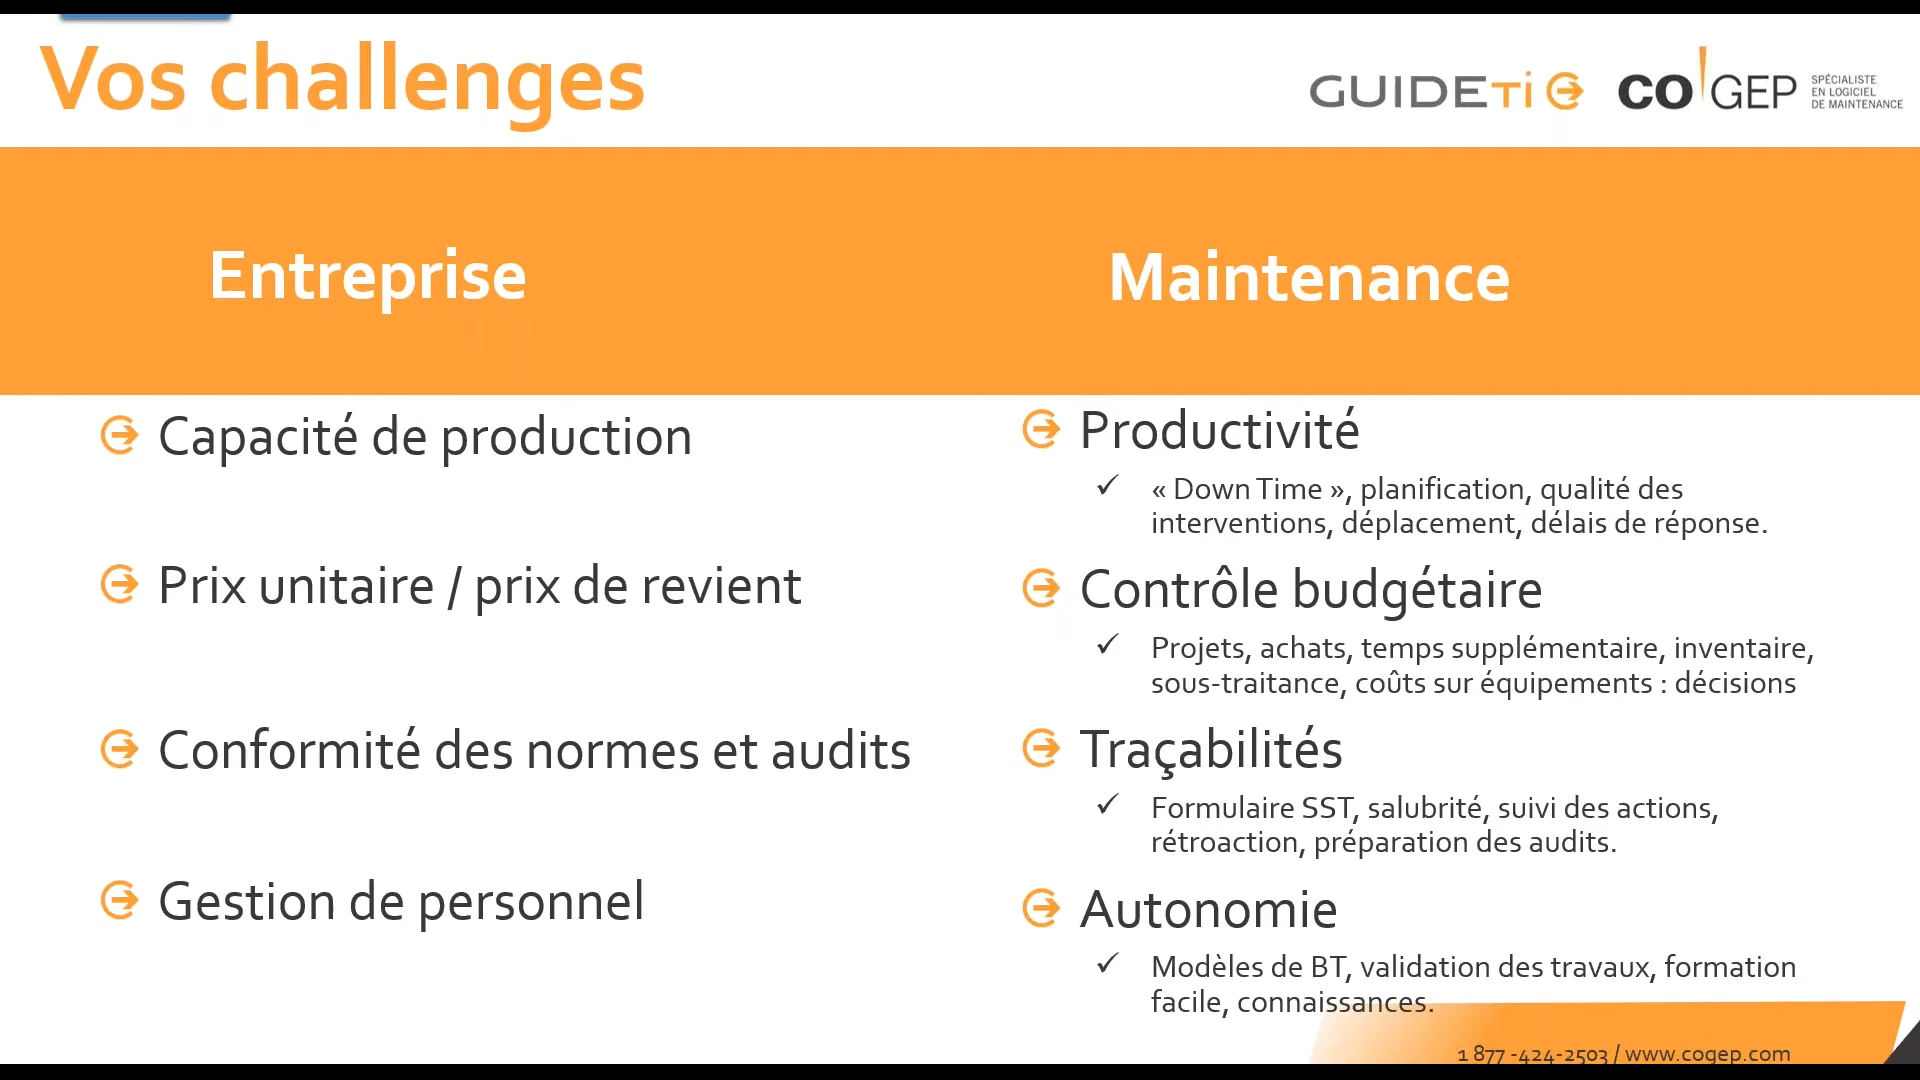 Vos challenges
GUIDETI
CO GEP
SPÉCIALISTE
EN LOGICIEL
DE MAINTENANCE
Entreprise
Capacité de production
Prix unitaire / prix de revient
Conformité des normes et audits
Gestion de personnel
Maintenance
Productivité
✓ « Down Time », planification, qualité des
interventions, déplacement, délais de réponse.
Contrôle budgétaire
✓ Projets, achats, temps supplémentaire, inventaire,
sous-traitance, coûts sur équipements : décisions
Traçabilités
✓ Formulaire SST, salubrité, suivi des actions,
rétroaction, préparation des audits.
Autonomie
✓ Modèles de BT, validation des travaux, formation
facile, connaissances.
1 877 -424-2503 / www.cogep.com